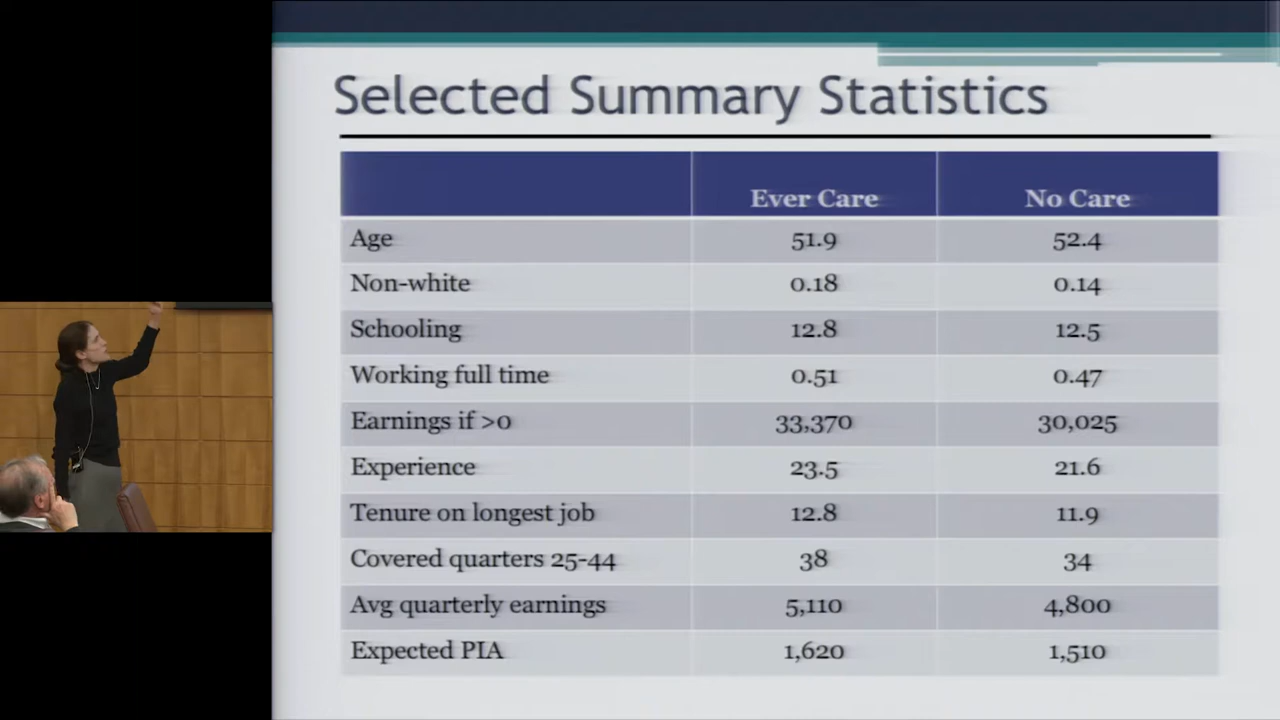 Selected Summary Statistics
Ever Care No Care
Age 51.9 52.4
Non-white 0.18 0.14
Schooling 12.8 12.5
Working full time 0.51 0.47
Earnings if >0 33,370 30,025
Experience 23.5 21.6
Tenure on longest job 12.8 11.9
Covered quarters 25-44 38 34
Avg quarterly earnings 5,110 4,800
Expected PIA 1,620 1,510